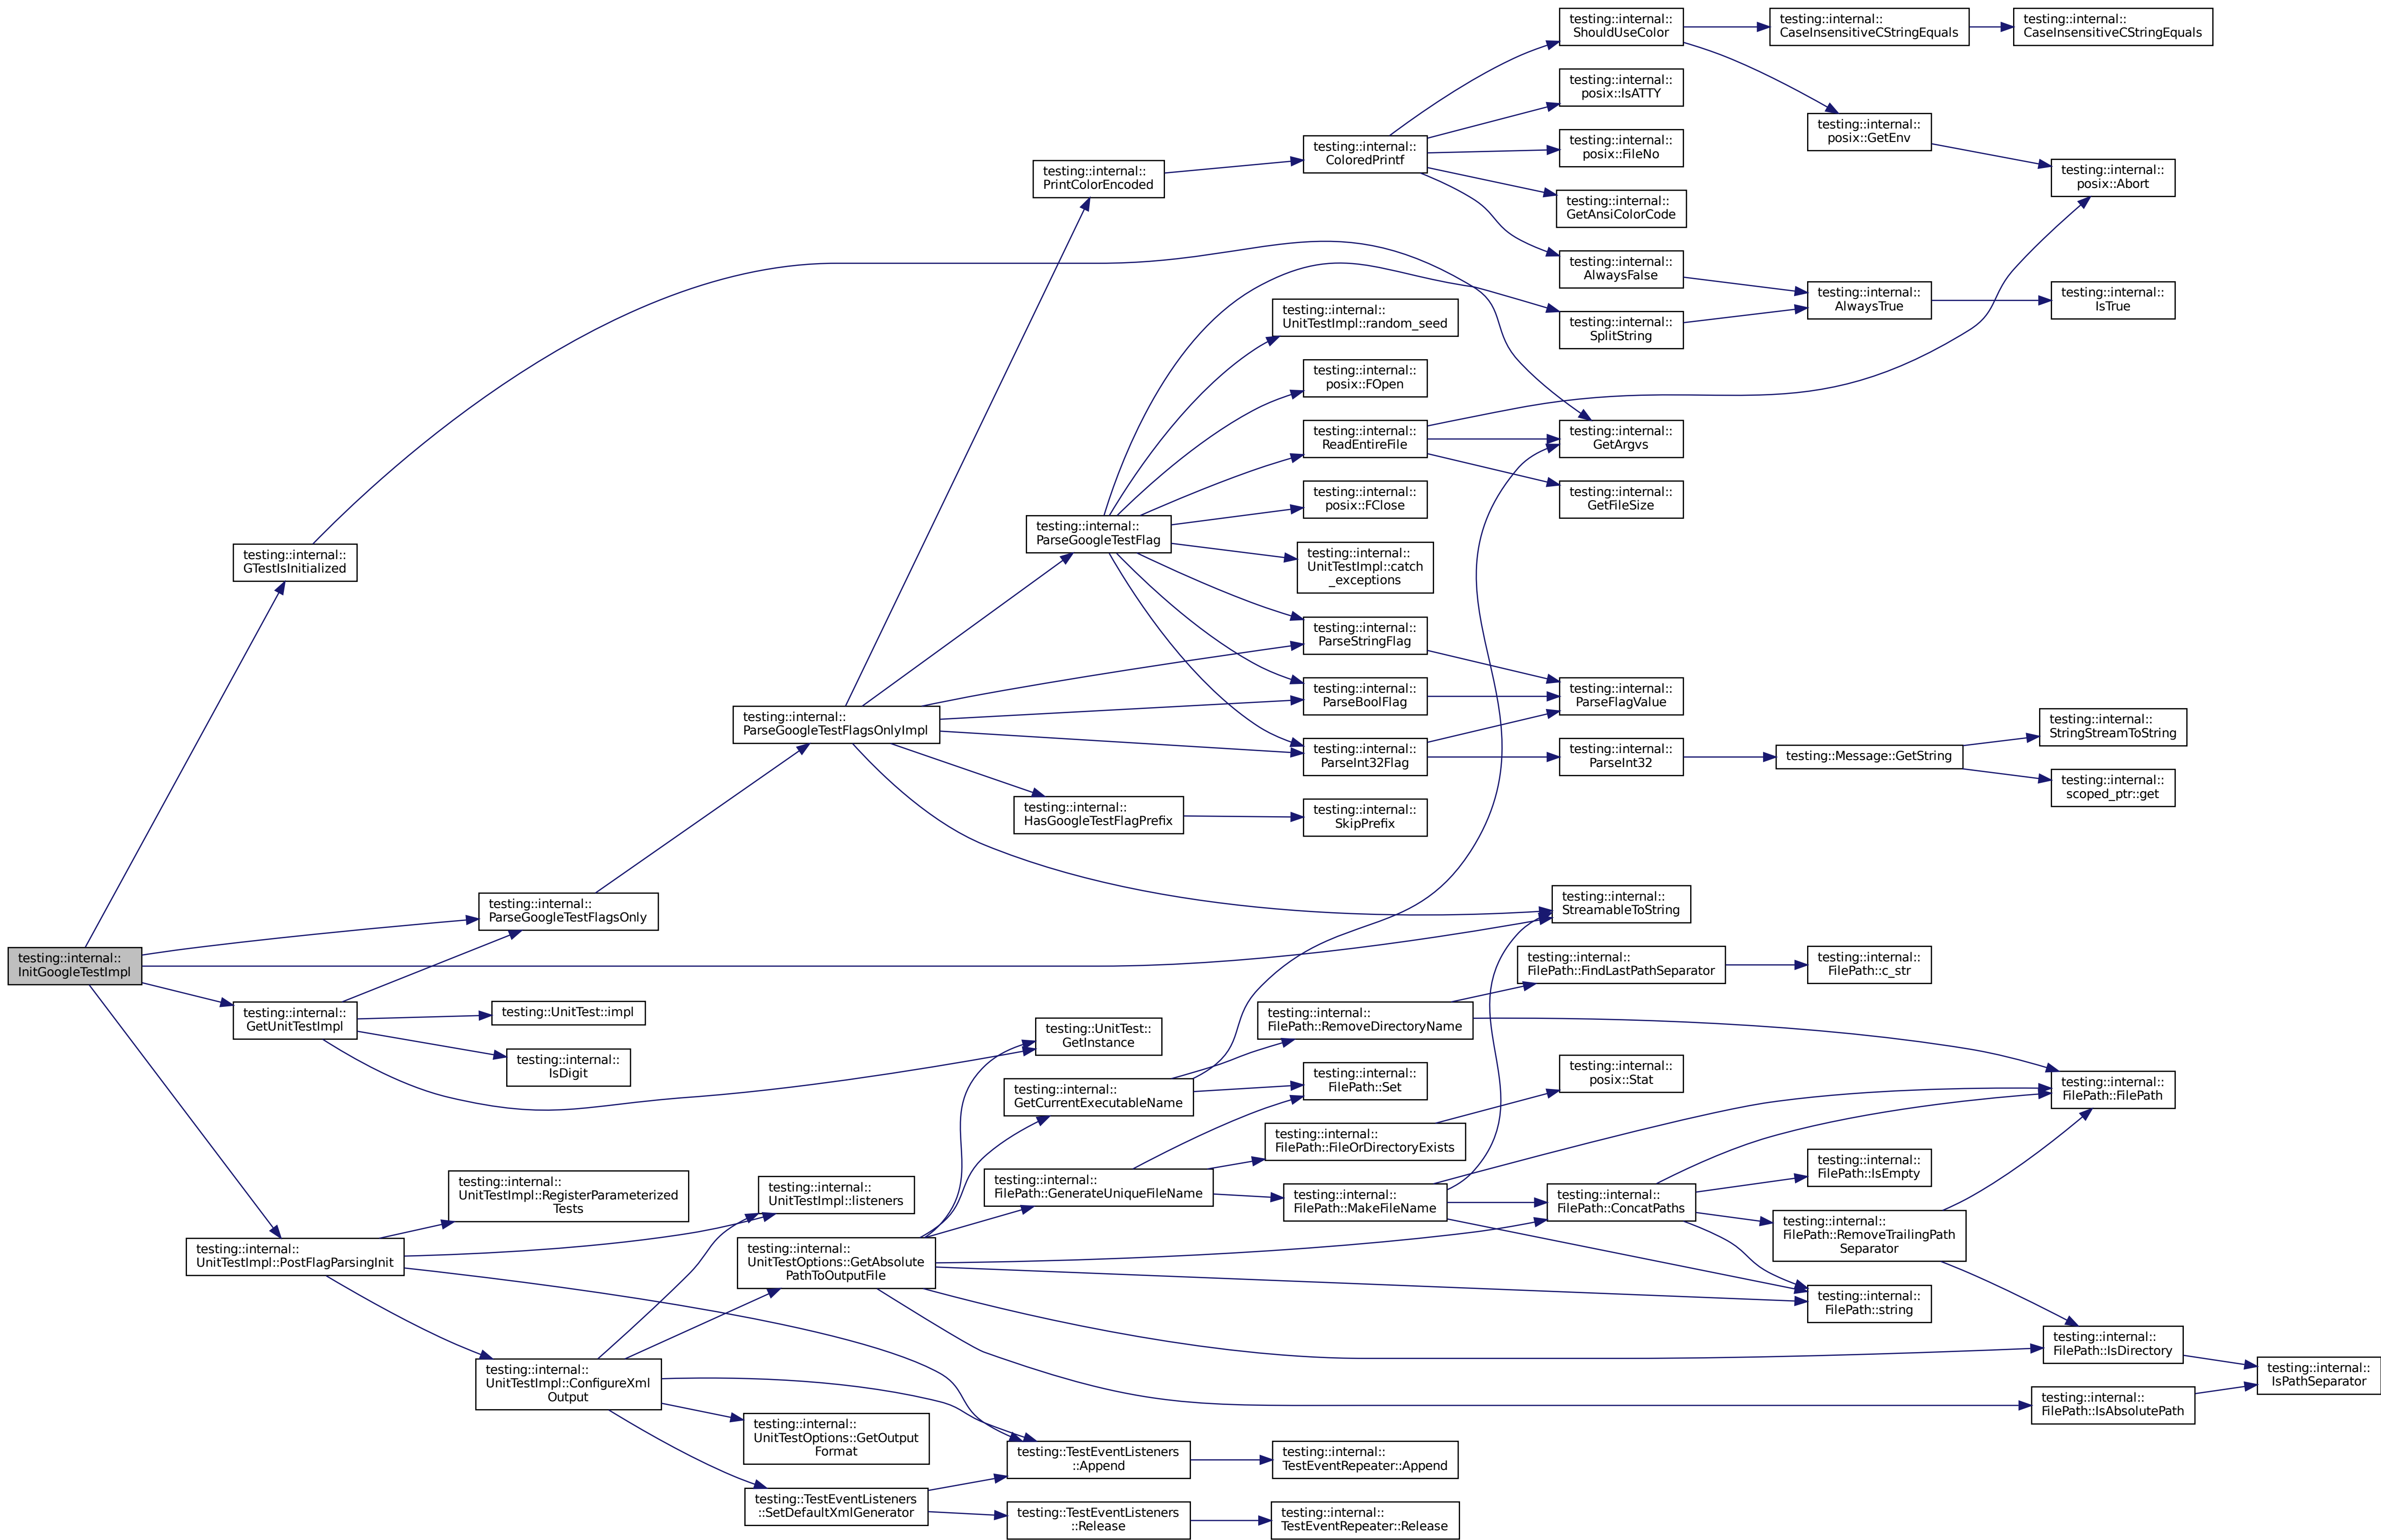 testing::internal::
ShouldUseColor
testing::internal::
CaseInsensitiveCStringEquals
testing::internal::
CaseInsensitiveCStringEquals
testing::internal::
posix::IsATTY
testing::internal::
posix::GetEnv
testing::internal::
ColoredPrintf
testing::internal::
posix::FileNo
testing::internal::
PrintColorEncoded
testing::internal::
posix::Abort
testing::internal::
GetAnsiColorCode
testing::internal::
AlwaysFalse
testing::internal::
AlwaysTrue
testing::internal::
IsTrue
testing::internal::
UnitTestImpl::random_seed
testing::internal::
SplitString
testing::internal::
posix::FOpen
testing::internal::
ReadEntireFile
testing::internal::
GetArgvs
testing::internal::
posix::FClose
testing::internal::
GetFileSize
testing::internal::
ParseGoogleTestFlag
testing::internal::
GTestIsInitialized
testing::internal::
UnitTestImpl::catch
_exceptions
testing::internal::
ParseStringFlag
testing::internal::
ParseBoolFlag
testing::internal::
ParseFlagValue
testing::internal::
ParseGoogleTestFlagsOnlyImpl
testing::internal::
StringStreamToString
testing::internal::
ParseInt32Flag
testing::internal::
ParseInt32
testing::Message::GetString
testing::internal::
scoped_ptr::get
testing::internal::
HasGoogleTestFlagPrefix
testing::internal::
SkipPrefix
testing::internal::
ParseGoogleTestFlagsOnly
testing::internal::
StreamableToString
testing::internal::
InitGoogleTestImpl
testing::internal::
FilePath::FindLastPathSeparator
testing::internal::
FilePath::c_str
testing::internal::
GetUnitTestImpl
testing::UnitTest::impl
testing::internal::
FilePath::RemoveDirectoryName
testing::UnitTest::
GetInstance
testing::internal::
IsDigit
testing::internal::
posix::Stat
testing::internal::
FilePath::Set
testing::internal::
FilePath::FilePath
testing::internal::
GetCurrentExecutableName
testing::internal::
FilePath::FileOrDirectoryExists
testing::internal::
FilePath::IsEmpty
testing::internal::
UnitTestImpl::RegisterParameterized
Tests
testing::internal::
UnitTestImpl::listeners
testing::internal::
FilePath::GenerateUniqueFileName
testing::internal::
FilePath::MakeFileName
testing::internal::
FilePath::ConcatPaths
testing::internal::
FilePath::RemoveTrailingPath
Separator
testing::internal::
UnitTestImpl::PostFlagParsingInit
testing::internal::
UnitTestOptions::GetAbsolute
PathToOutputFile
testing::internal::
FilePath::string
testing::internal::
FilePath::IsDirectory
testing::internal::
IsPathSeparator
testing::internal::
UnitTestImpl::ConfigureXml
Output
testing::internal::
FilePath::IsAbsolutePath
testing::internal::
UnitTestOptions::GetOutput
Format
testing::TestEventListeners
::Append
testing::internal::
TestEventRepeater::Append
testing::TestEventListeners
::SetDefaultXmlGenerator
testing::TestEventListeners
::Release
testing::internal::
TestEventRepeater::Release